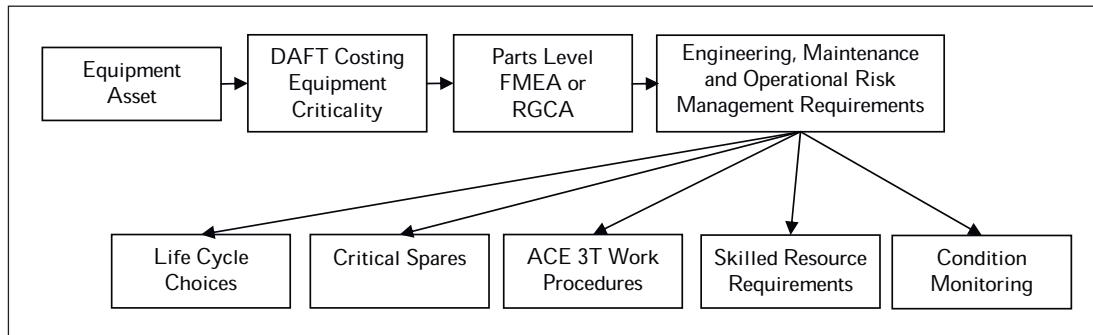 Equipment
Asset
DAFT Costing
Equipment
Criticality
Parts Level
FMEA or
RGCA
Engineering, Maintenance
and Operational Risk
Management Requirements
Life Cycle
Choices
Critical Spares
ACE 3T Work
Procedures
Skilled Resource
Requirements
Condition
Monitoring